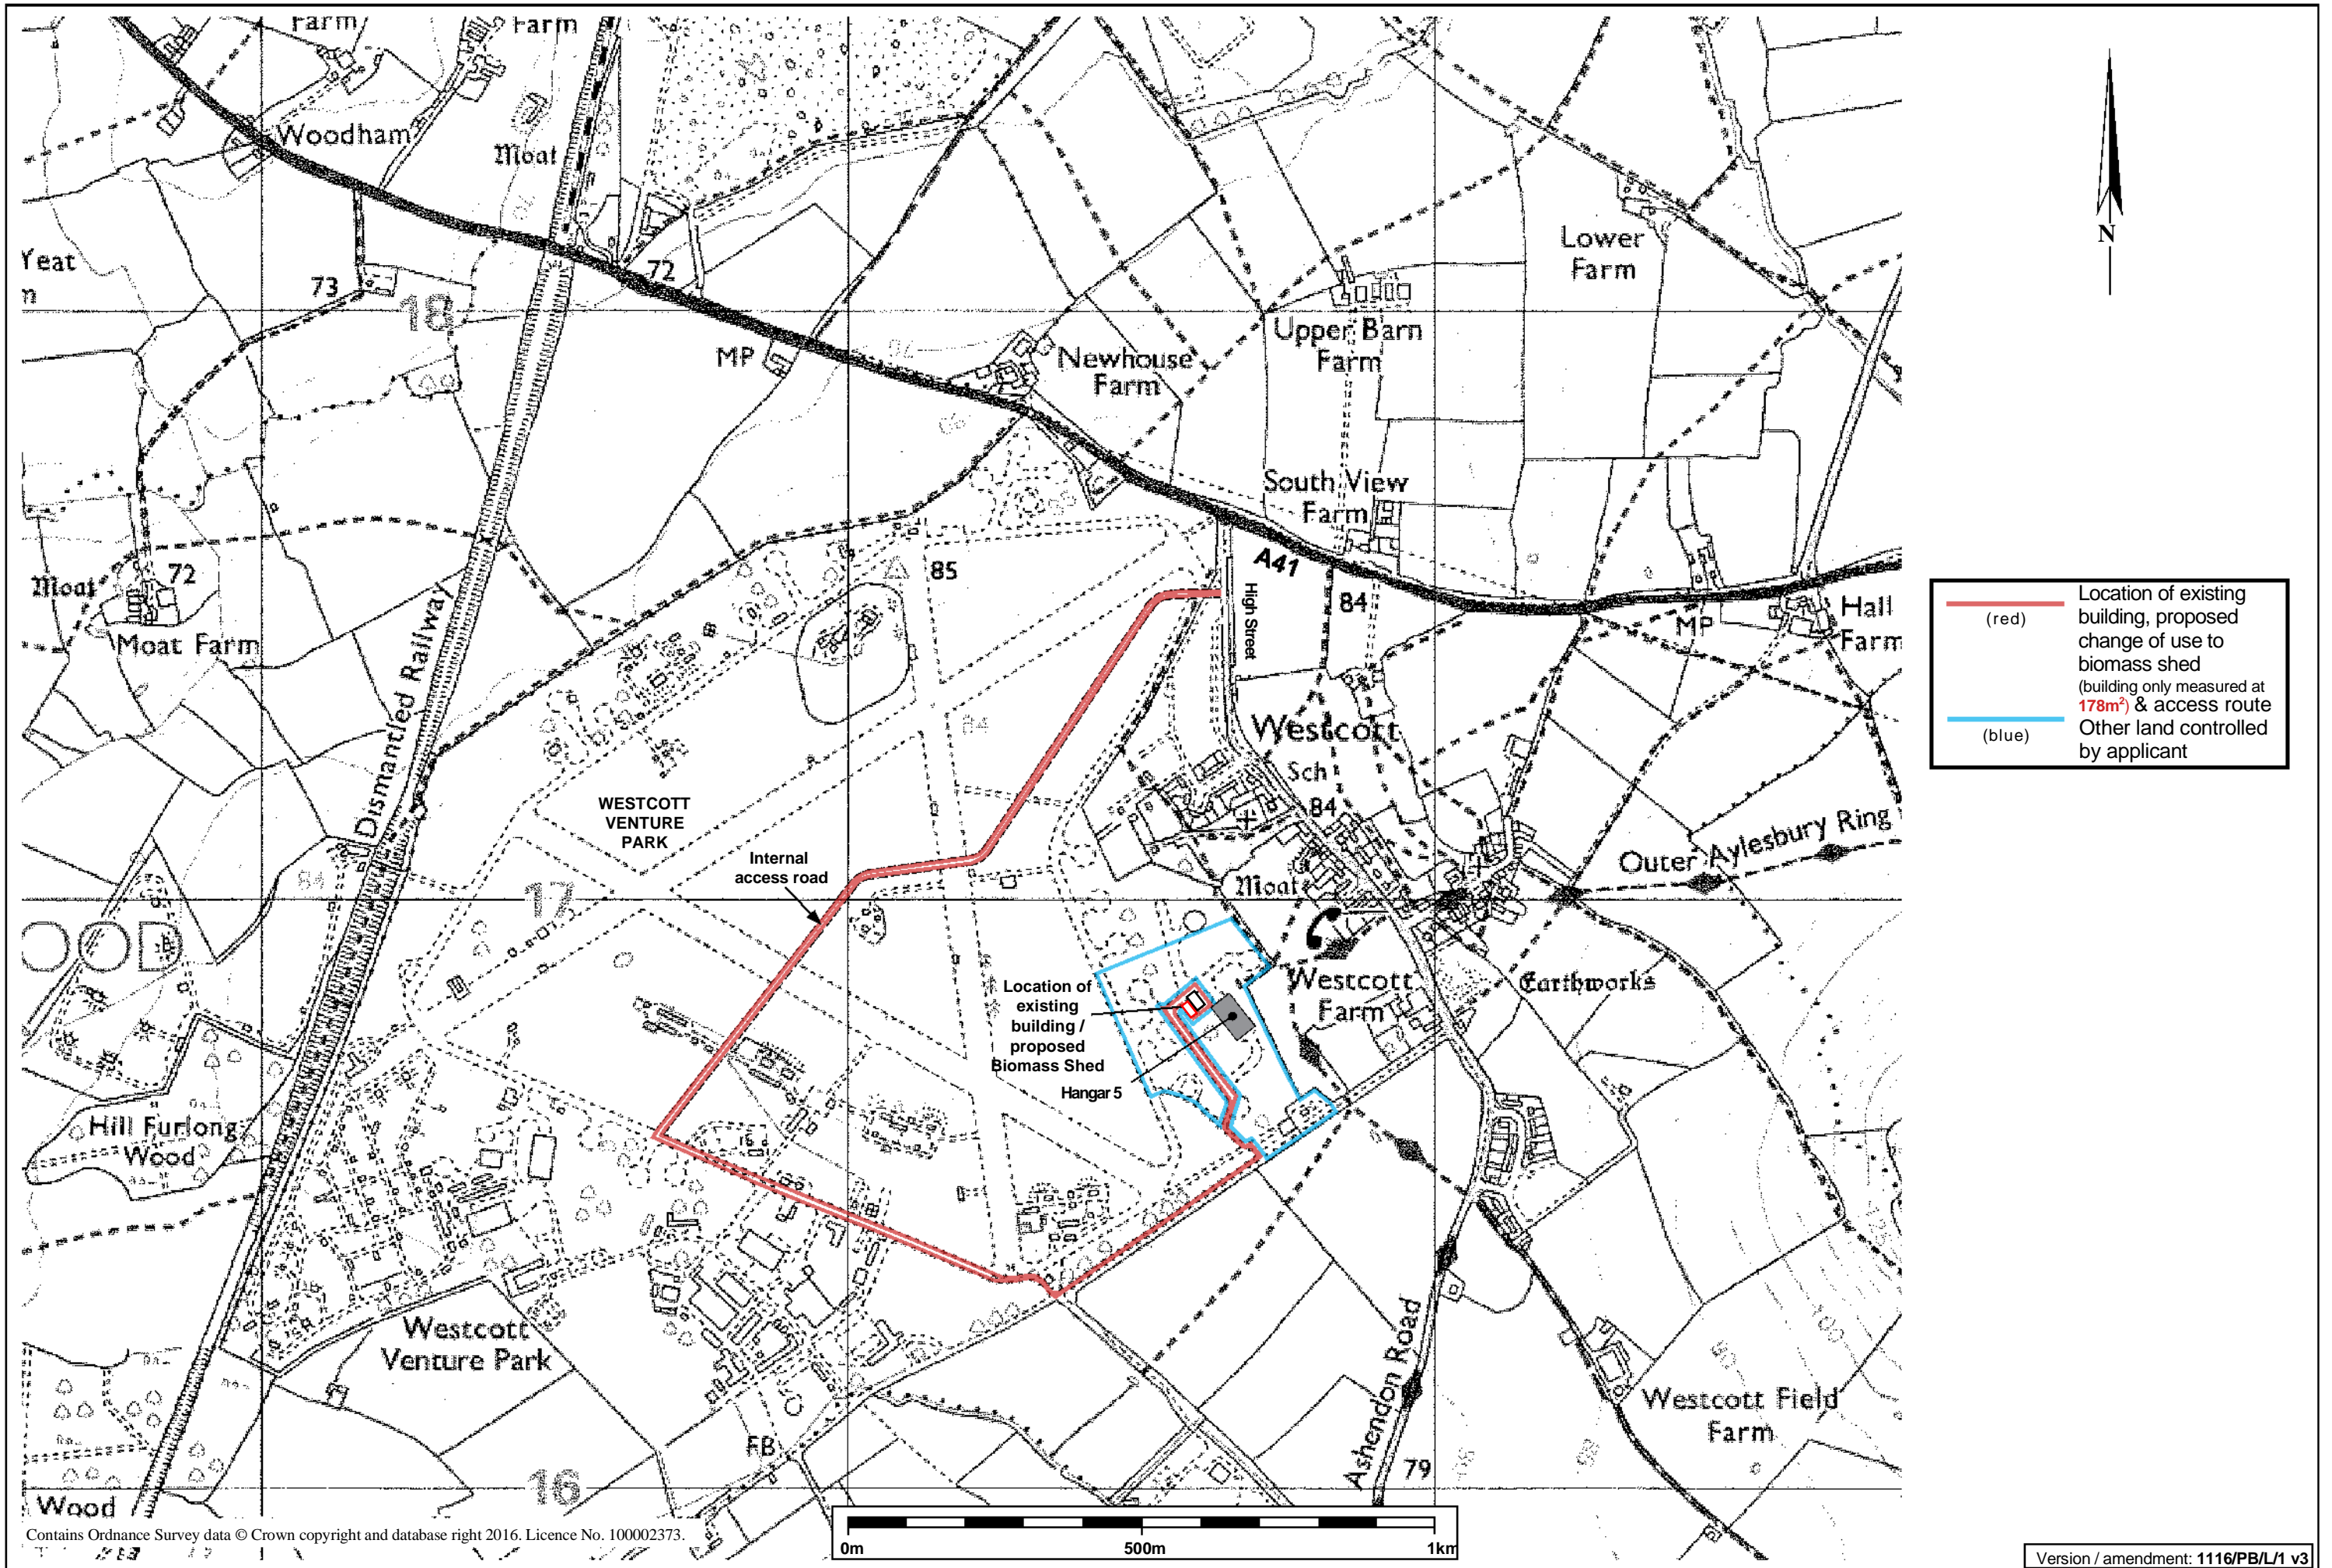 Farm
Farm
Woodham
Moat
70
Yeat
n
73
18
72
MP
Newhouse
Farm
Upper Barn
Farm
Lower
Farm
N
South View
Farm
A41
84
MP
Hall
Farm
High Street
85
84
Moat
72
Moat Farm
Dismantled Railway
WESTCOTT
VENTURE
PARK
Internal
access road
Westcott
Sch
84
Moat
Outer Aylesbury Ring
84
17
OOD
Location of
existing
building /
proposed
Biomass Shed
Hangar 5
Westcott
Farm
Earthworks
Hill Furlong
Wood
Westcott
Venture Park
FB
16
Wood
Ashendon Road
79
Westcott Field
Farm
100
Location of existing
(red)
building, proposed
change of use to
biomass shed
(building only measured at
178m²) & access route
(blue)
Other land controlled
by applicant
Contains Ordnance Survey data © Crown copyright and database right 2016. Licence No. 100002373.
0m 500m 1km
Version / amendment: 1116/PB/L/1 v3